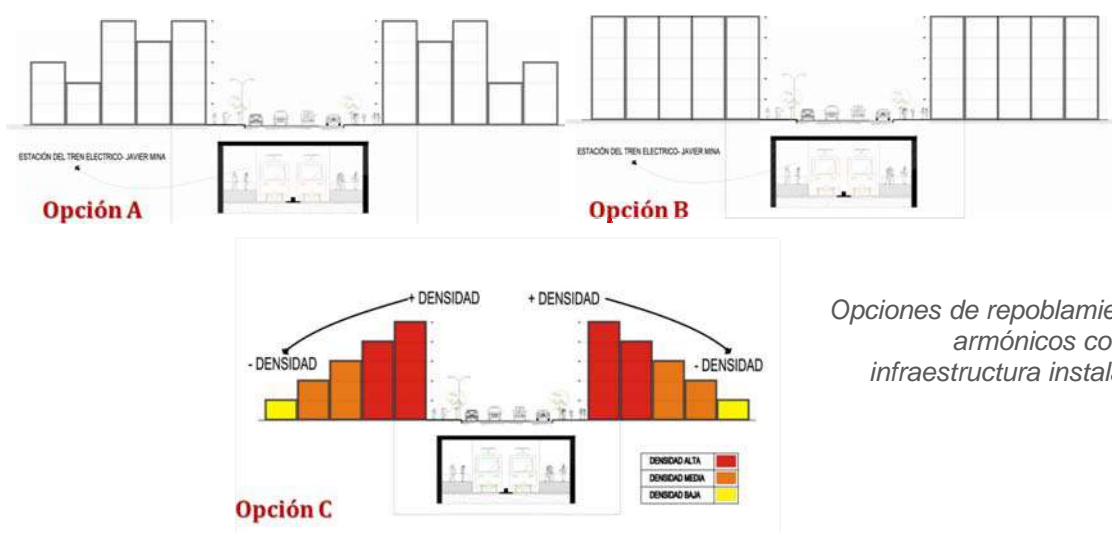 ESTACIÓN DEL TREN ELECTRICO- JAVIER MINA
Opción A
ESTACIÓN DEL TREN ELECTRICO- JAVIER MINA
Opción B
+ DENSIDAD
+ DENSIDAD
- DENSIDAD
- DENSIDAD
DENSIDAD ALTA
DENSIDAD MEDIA
DENSIDAD BAJA
Opción C
Opciones de repoblamie
armónicos co
infraestructura instala